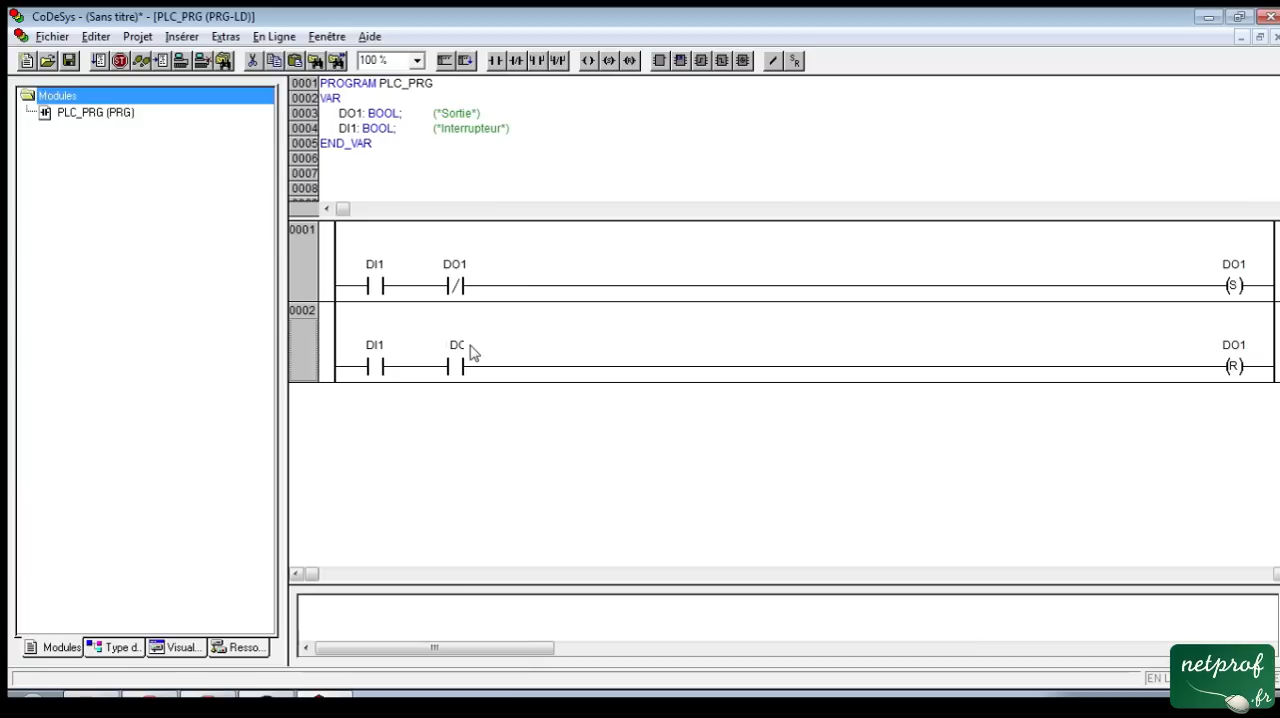 CoDeSys - (Sans titre)* - [PLC_PRG (PRG-LD)]
Fichier Editer Projet Insérer Extras En Ligne Fenêtre Aide
100 %
Modules
PLC_PRG (PRG)
0001 PROGRAM PLC_PRG
0002 VAR
0003 DO1: BOOL; (*Sortie*)
0004 DI1: BOOL; (*Interrupteur*)
0005 END_VAR
0006
0007
0008
0001
DI1 DO1 DO1
/ S
0002
DI1 DO DO1
R
Modules Type d. Visual... Resso...
EN L
netprof
.fr